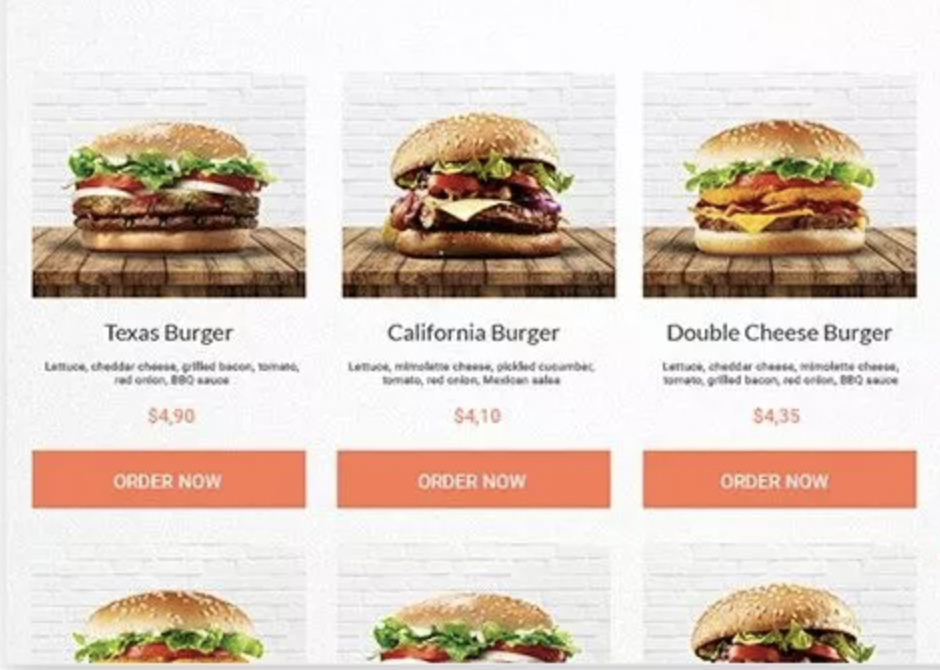 Texas Burger
Lettuce, cheddar cheese, grilled bacon, tomato,
red onion, BBQ sauce
$4,90
ORDER NOW
California Burger
Lettuce, mimolette cheese, pickled cucumber,
tomato, red onion, Mexican salsa
$4,10
ORDER NOW
Double Cheese Burger
Lettuce, cheddar cheese, mimolette cheese,
tomato, grilled bacon, red onion, BBQ sauce
$4,35
ORDER NOW